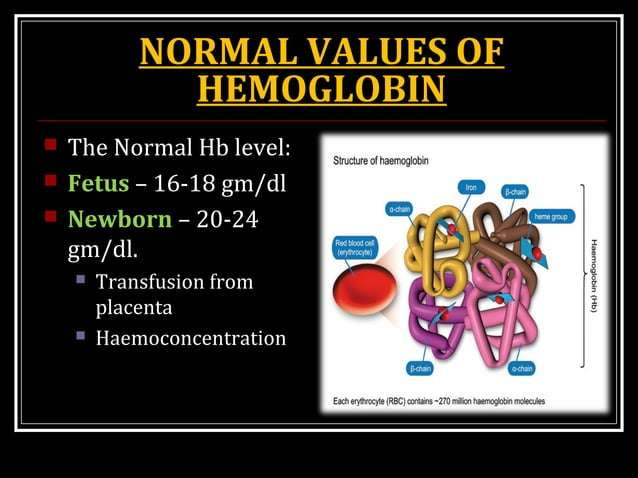 NORMAL VALUES OF
HEMOGLOBIN
The Normal Hb level:
Fetus – 16-18 gm/dl
Newborn – 20-24
gm/dl.
Transfusion from
placenta
Haemoconcentration
Structure of haemoglobin
Iron
β-chain
α-chain
heme group
Red blood cell
(erythrocyte)
Haemoglobin (Hb)
β-chain
α-chain
Each erythrocyte (RBC) contains ~270 million haemoglobin molecules